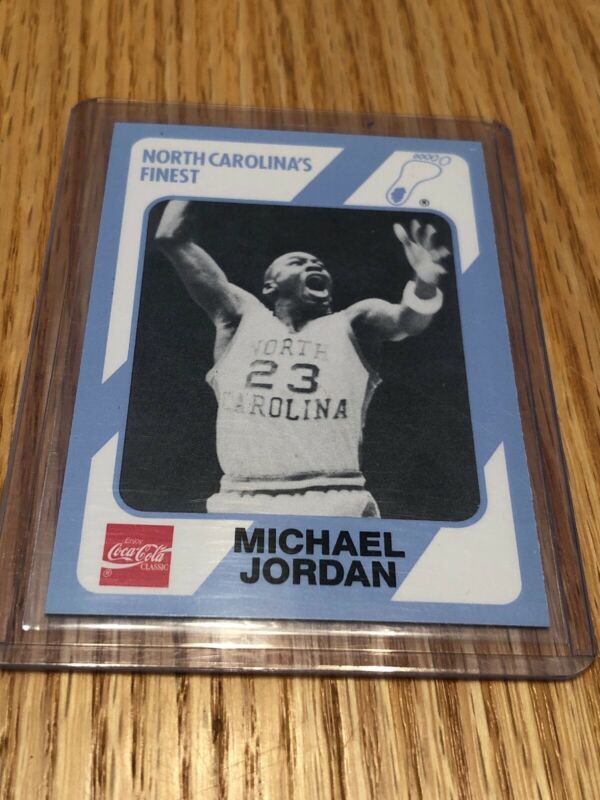 NORTH CAROLINA'S
FINEST
®
NORTH
23
CAROLINA
Enjoy
Coca-Cola
CLASSIC
®
MICHAEL
JORDAN